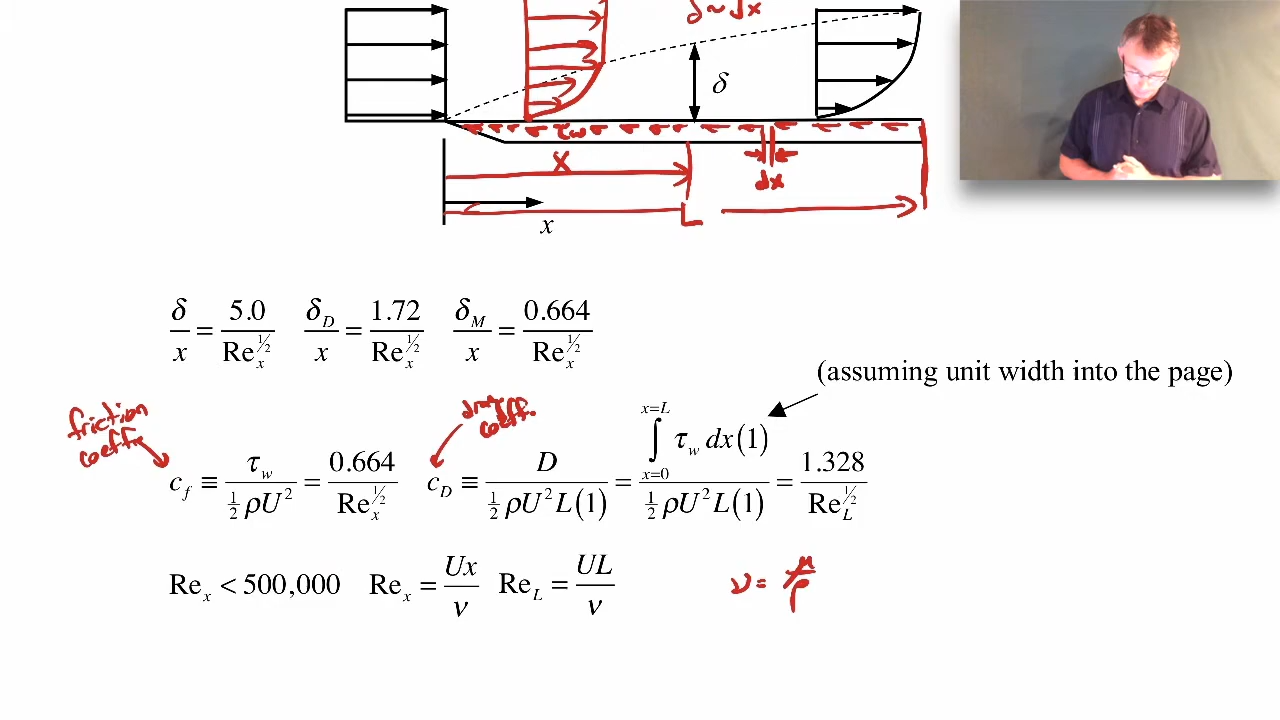 δ ~ √x
δ
τw
X
dx
L
x
δ/x = 5.0/Re_x^½ δ_D/x = 1.72/Re_x^½ δ_M/x = 0.664/Re_x^½
(assuming unit width into the page)
friction
coeff.
drag
coeff.
c_f ≡ τ_w/(½ρU²) = 0.664/Re_x^½ c_D ≡ D/(½ρU²L(1)) = ∫_{x=0}^{x=L} τ_w dx(1)/(½ρU²L(1)) = 1.328/Re_L^½
Re_x < 500,000 Re_x = Ux/ν Re_L = UL/ν ν = μ/ρ